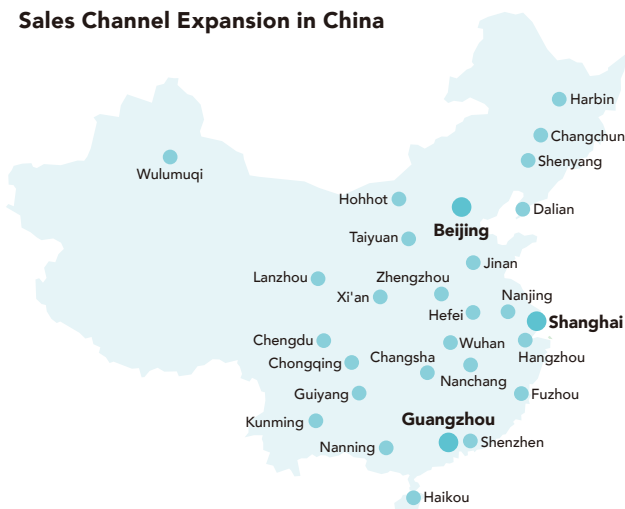 Sales Channel Expansion in China
Harbin
Changchun
Shenyang
Wulumuqi
Hohhot
Dalian
Beijing
Taiyuan
Jinan
Lanzhou
Zhengzhou
Xi'an
Nanjing
Hefei
Shanghai
Chengdu
Wuhan
Hangzhou
Chongqing
Changsha
Nanchang
Guiyang
Fuzhou
Kunming
Guangzhou
Shenzhen
Nanning
Haikou